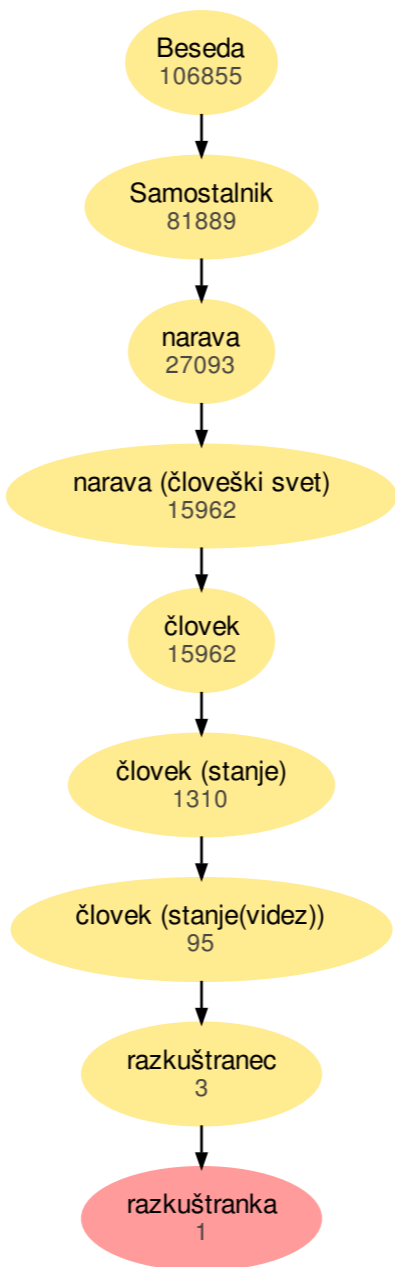 Beseda
106855
Samostalnik
81889
narava
27093
narava (človeški svet)
15962
človek
15962
človek (stanje)
1310
človek (stanje(videz))
95
razkuštranec
3
razkuštranka
1